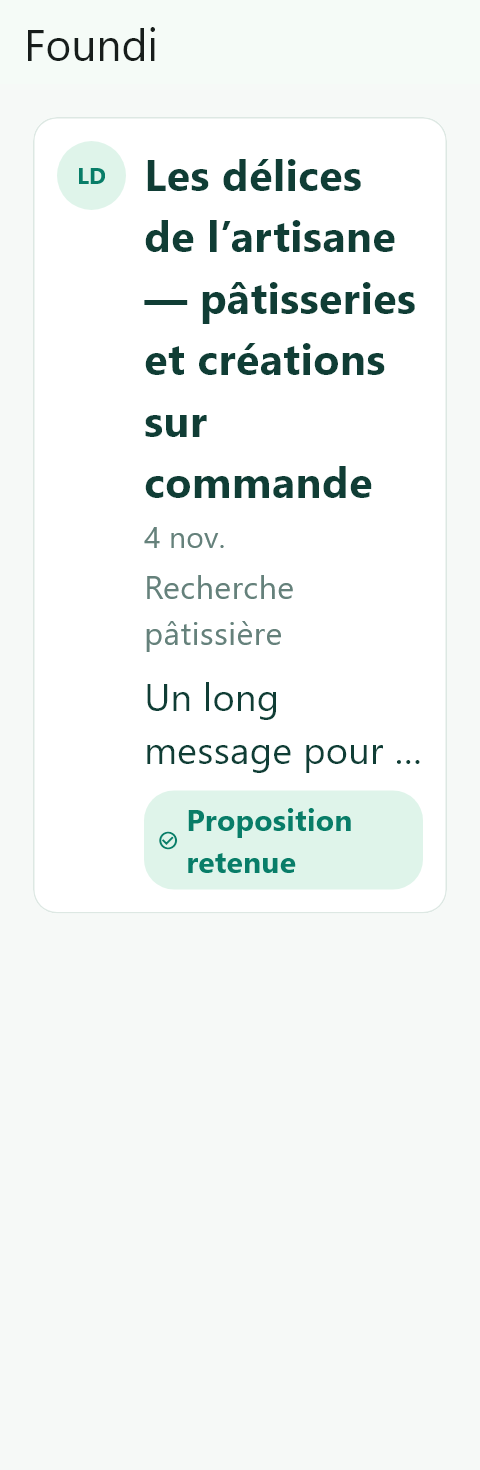 Foundi
LD
Les délices
de l’artisane
— pâtisseries
et créations
sur
commande
4 nov.
Recherche
pâtissière
Un long
message pour …
Proposition
retenue